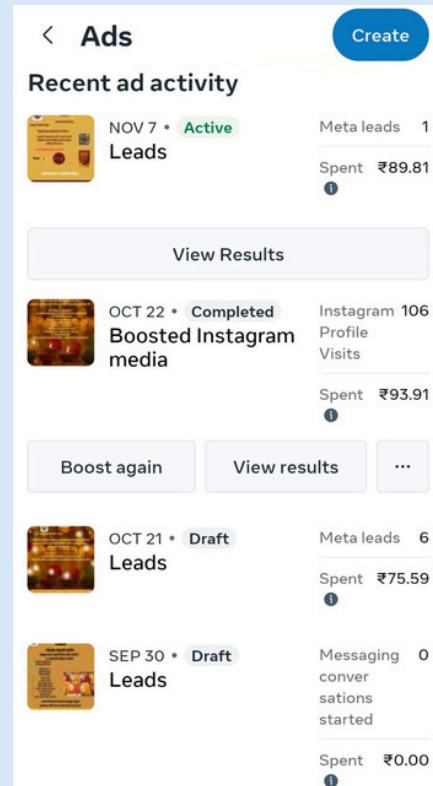 Ads
Create
Recent ad activity
NOV 7 • Active
Leads
Meta leads 1
Spent ₹89.81
View Results
OCT 22 • Completed
Boosted Instagram
media
Instagram 106
Profile
Visits
Spent ₹93.91
Boost again
View results
...
OCT 21 • Draft
Leads
Meta leads 6
Spent ₹75.59
SEP 30 • Draft
Leads
Messaging 0
conver
sations
started
Spent ₹0.00